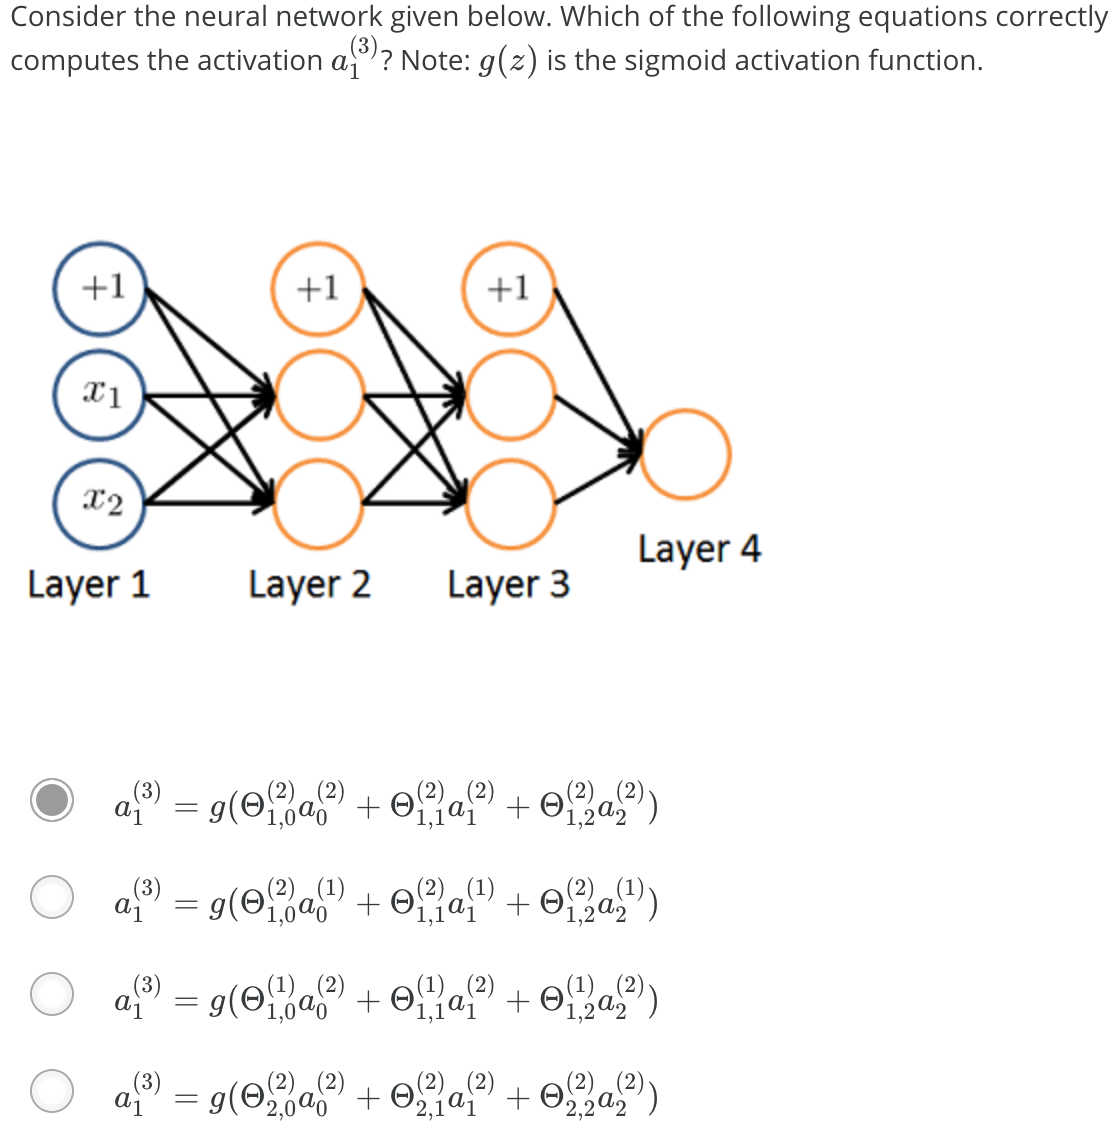 Consider the neural network given below. Which of the following equations correctly
computes the activation $a_1^{(3)}$? Note: $g(z)$ is the sigmoid activation function.
+1 +1 +1
$x_1$
$x_2$
Layer 4
Layer 1 Layer 2 Layer 3
$a_1^{(3)} = g(\Theta_{1,0}^{(2)}a_0^{(2)} + \Theta_{1,1}^{(2)}a_1^{(2)} + \Theta_{1,2}^{(2)}a_2^{(2)})$
$a_1^{(3)} = g(\Theta_{1,0}^{(2)}a_0^{(1)} + \Theta_{1,1}^{(2)}a_1^{(1)} + \Theta_{1,2}^{(2)}a_2^{(1)})$
$a_1^{(3)} = g(\Theta_{1,0}^{(1)}a_0^{(2)} + \Theta_{1,1}^{(1)}a_1^{(2)} + \Theta_{1,2}^{(1)}a_2^{(2)})$
$a_1^{(3)} = g(\Theta_{2,0}^{(2)}a_0^{(2)} + \Theta_{2,1}^{(2)}a_1^{(2)} + \Theta_{2,2}^{(2)}a_2^{(2)})$